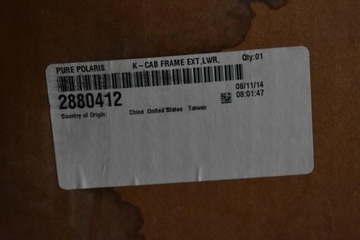 PURE POLARIS K-CAB FRAME EXT,LWR, Qty:01
2880412
08/11/14
08:01:47
Country of Origin: China United States Taiwan